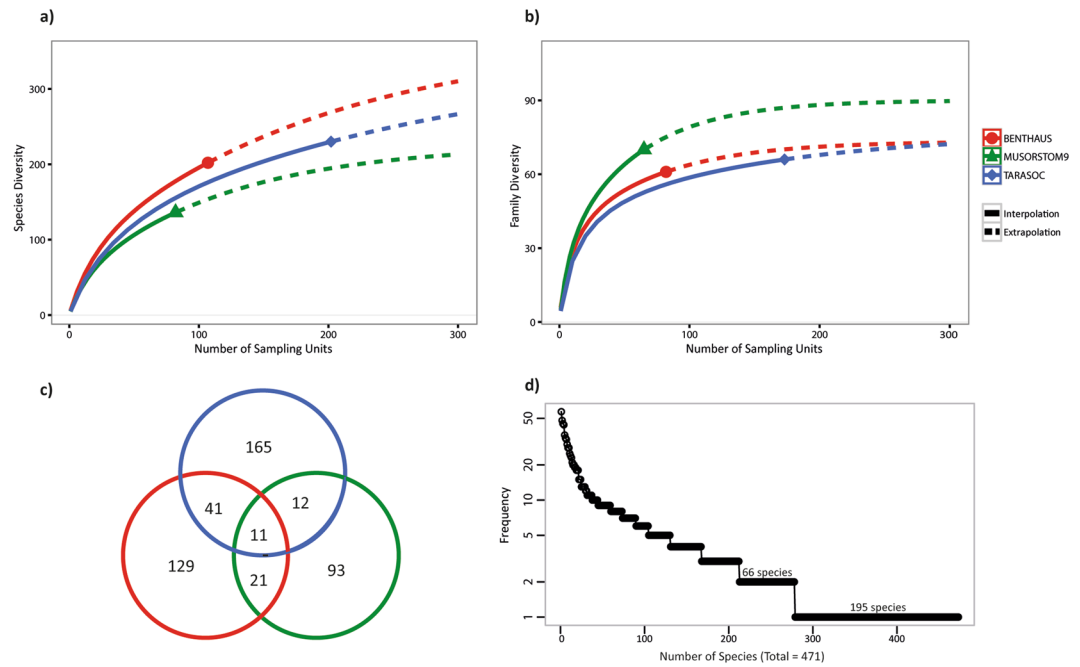 a)
Species Diversity
300
200
100
0
0 100 200 300
Number of Sampling Units
b)
Family Diversity
90
60
30
0
0 100 200 300
Number of Sampling Units
BENTHAUS
MUSORSTOM9
TARASOC
Interpolation
Extrapolation
c)
165
41
12
11
129
21
93
d)
Frequency
50
20
10
5
2
1
66 species
195 species
0 100 200 300 400
Number of Species (Total = 471)